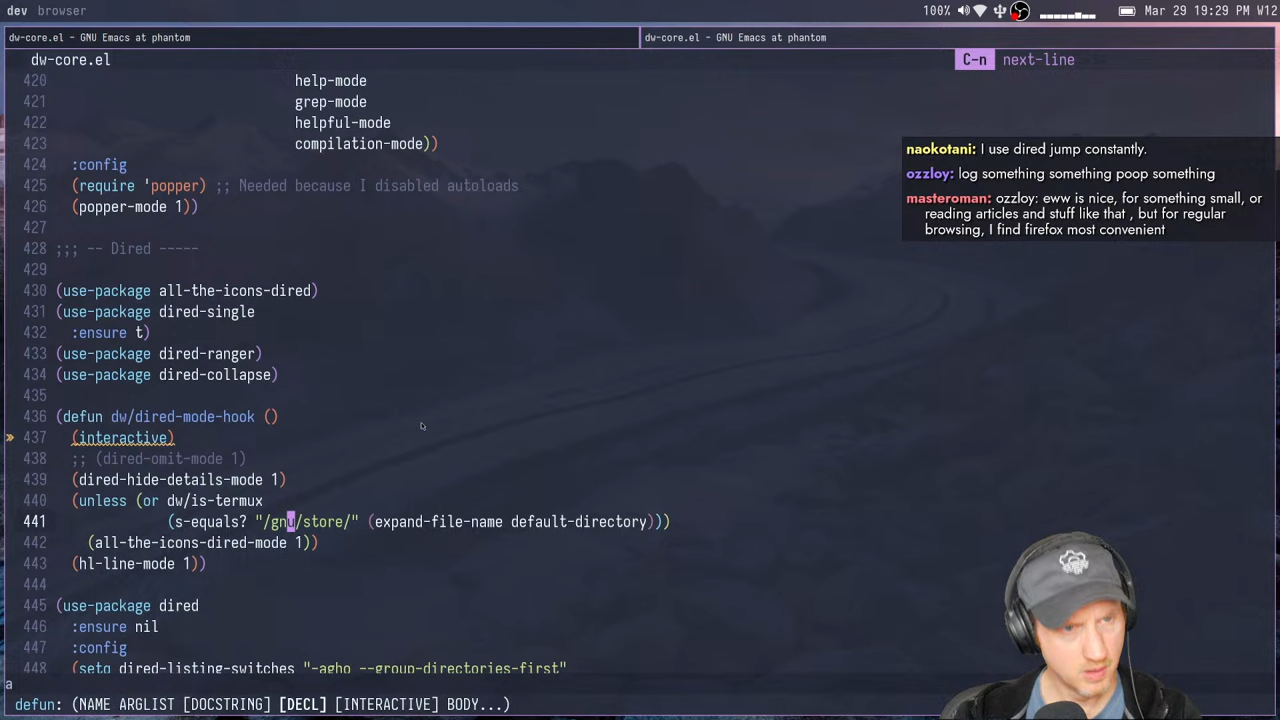 dev browser 100% Mar 29 19:29 PM W12
dw-core.el - GNU Emacs at phantom dw-core.el - GNU Emacs at phantom
dw-core.el
C-n next-line
420 help-mode
421 grep-mode
422 helpful-mode
423 compilation-mode))
424 :config
425 (require 'popper) ;; Needed because I disabled autoloads
426 (popper-mode 1))
427
428 ;;; -- Dired -----
429
430 (use-package all-the-icons-dired)
431 (use-package dired-single
432 :ensure t)
433 (use-package dired-ranger)
434 (use-package dired-collapse)
435
436 (defun dw/dired-mode-hook ()
» 437 (interactive)
438 ;; (dired-omit-mode 1)
439 (dired-hide-details-mode 1)
440 (unless (or dw/is-termux
441 (s-equals? "/gnu/store/" (expand-file-name default-directory)))
442 (all-the-icons-dired-mode 1))
443 (hl-line-mode 1))
444
445 (use-package dired
446 :ensure nil
447 :config
448 (setq dired-listing-switches "-agho --group-directories-first"
a
defun: (NAME ARGLIST [DOCSTRING] [DECL] [INTERACTIVE] BODY...)
naokotani: I use dired jump constantly.
ozzloy: log something something poop something
masteroman: ozzloy: eww is nice, for something small, or
reading articles and stuff like that , but for regular
browsing, I find firefox most convenient